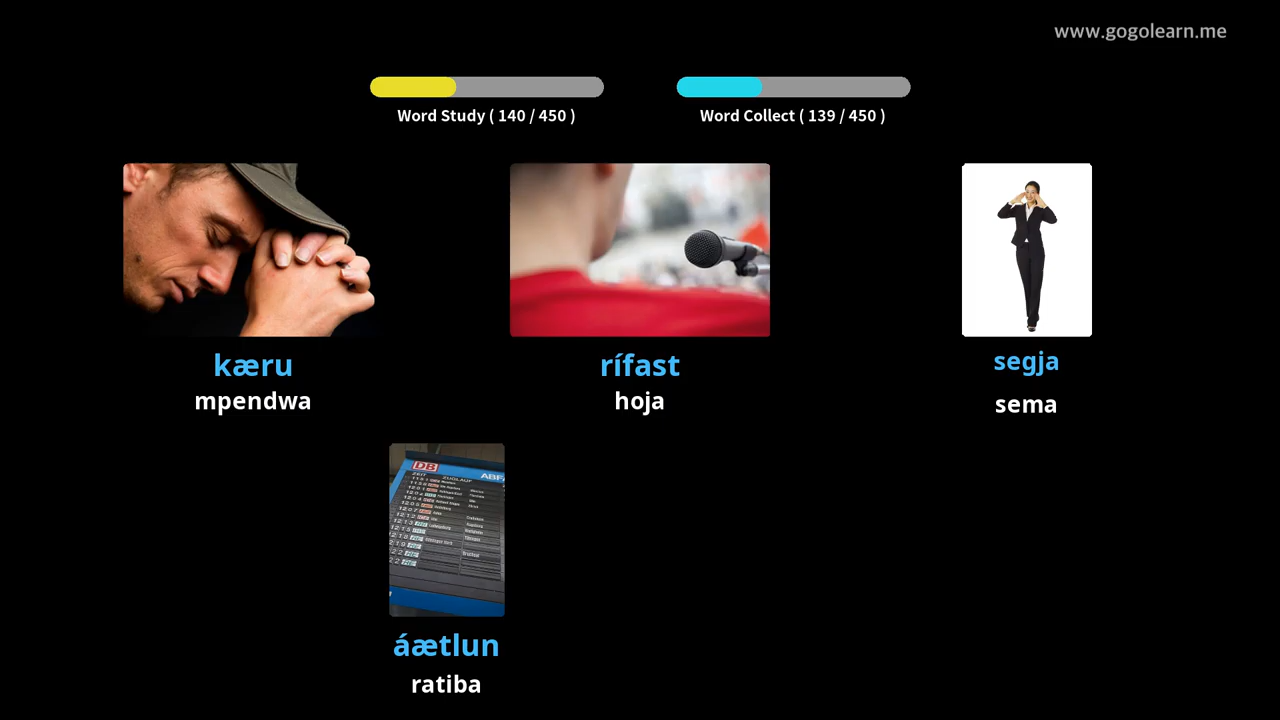 www.gogolearn.me
Word Study ( 140 / 450 )
Word Collect ( 139 / 450 )
kæru
mpendwa
rífast
hoja
segja
sema
DB
áætlun
ratiba